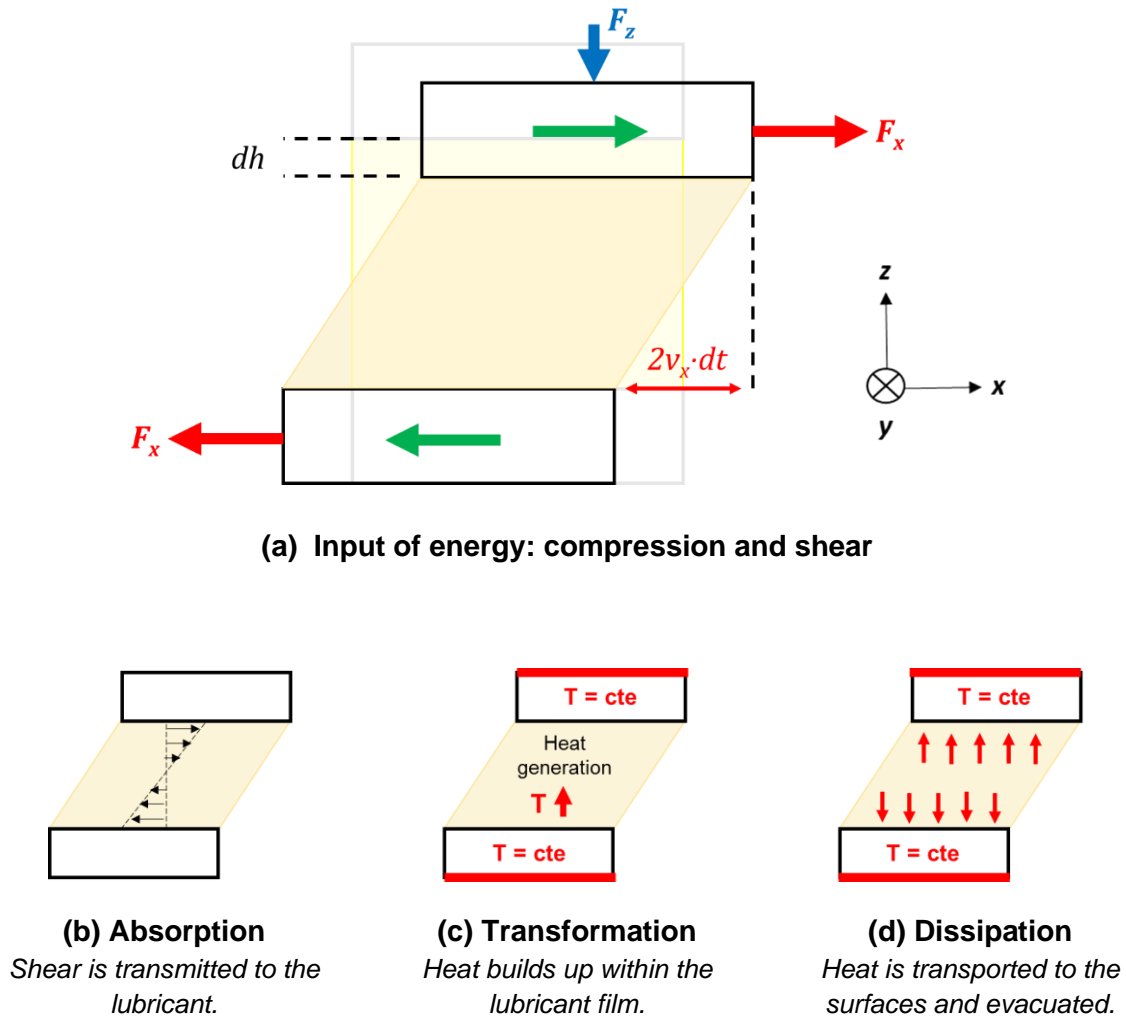 F_z
F_x
dh
z
2v_x·dt
x
F_x
y
(a) Input of energy: compression and shear
T = cte
T = cte
Heat
generation
T
T = cte
T = cte
(b) Absorption
(c) Transformation
(d) Dissipation
Shear is transmitted to the
lubricant.
Heat builds up within the
lubricant film.
Heat is transported to the
surfaces and evacuated.